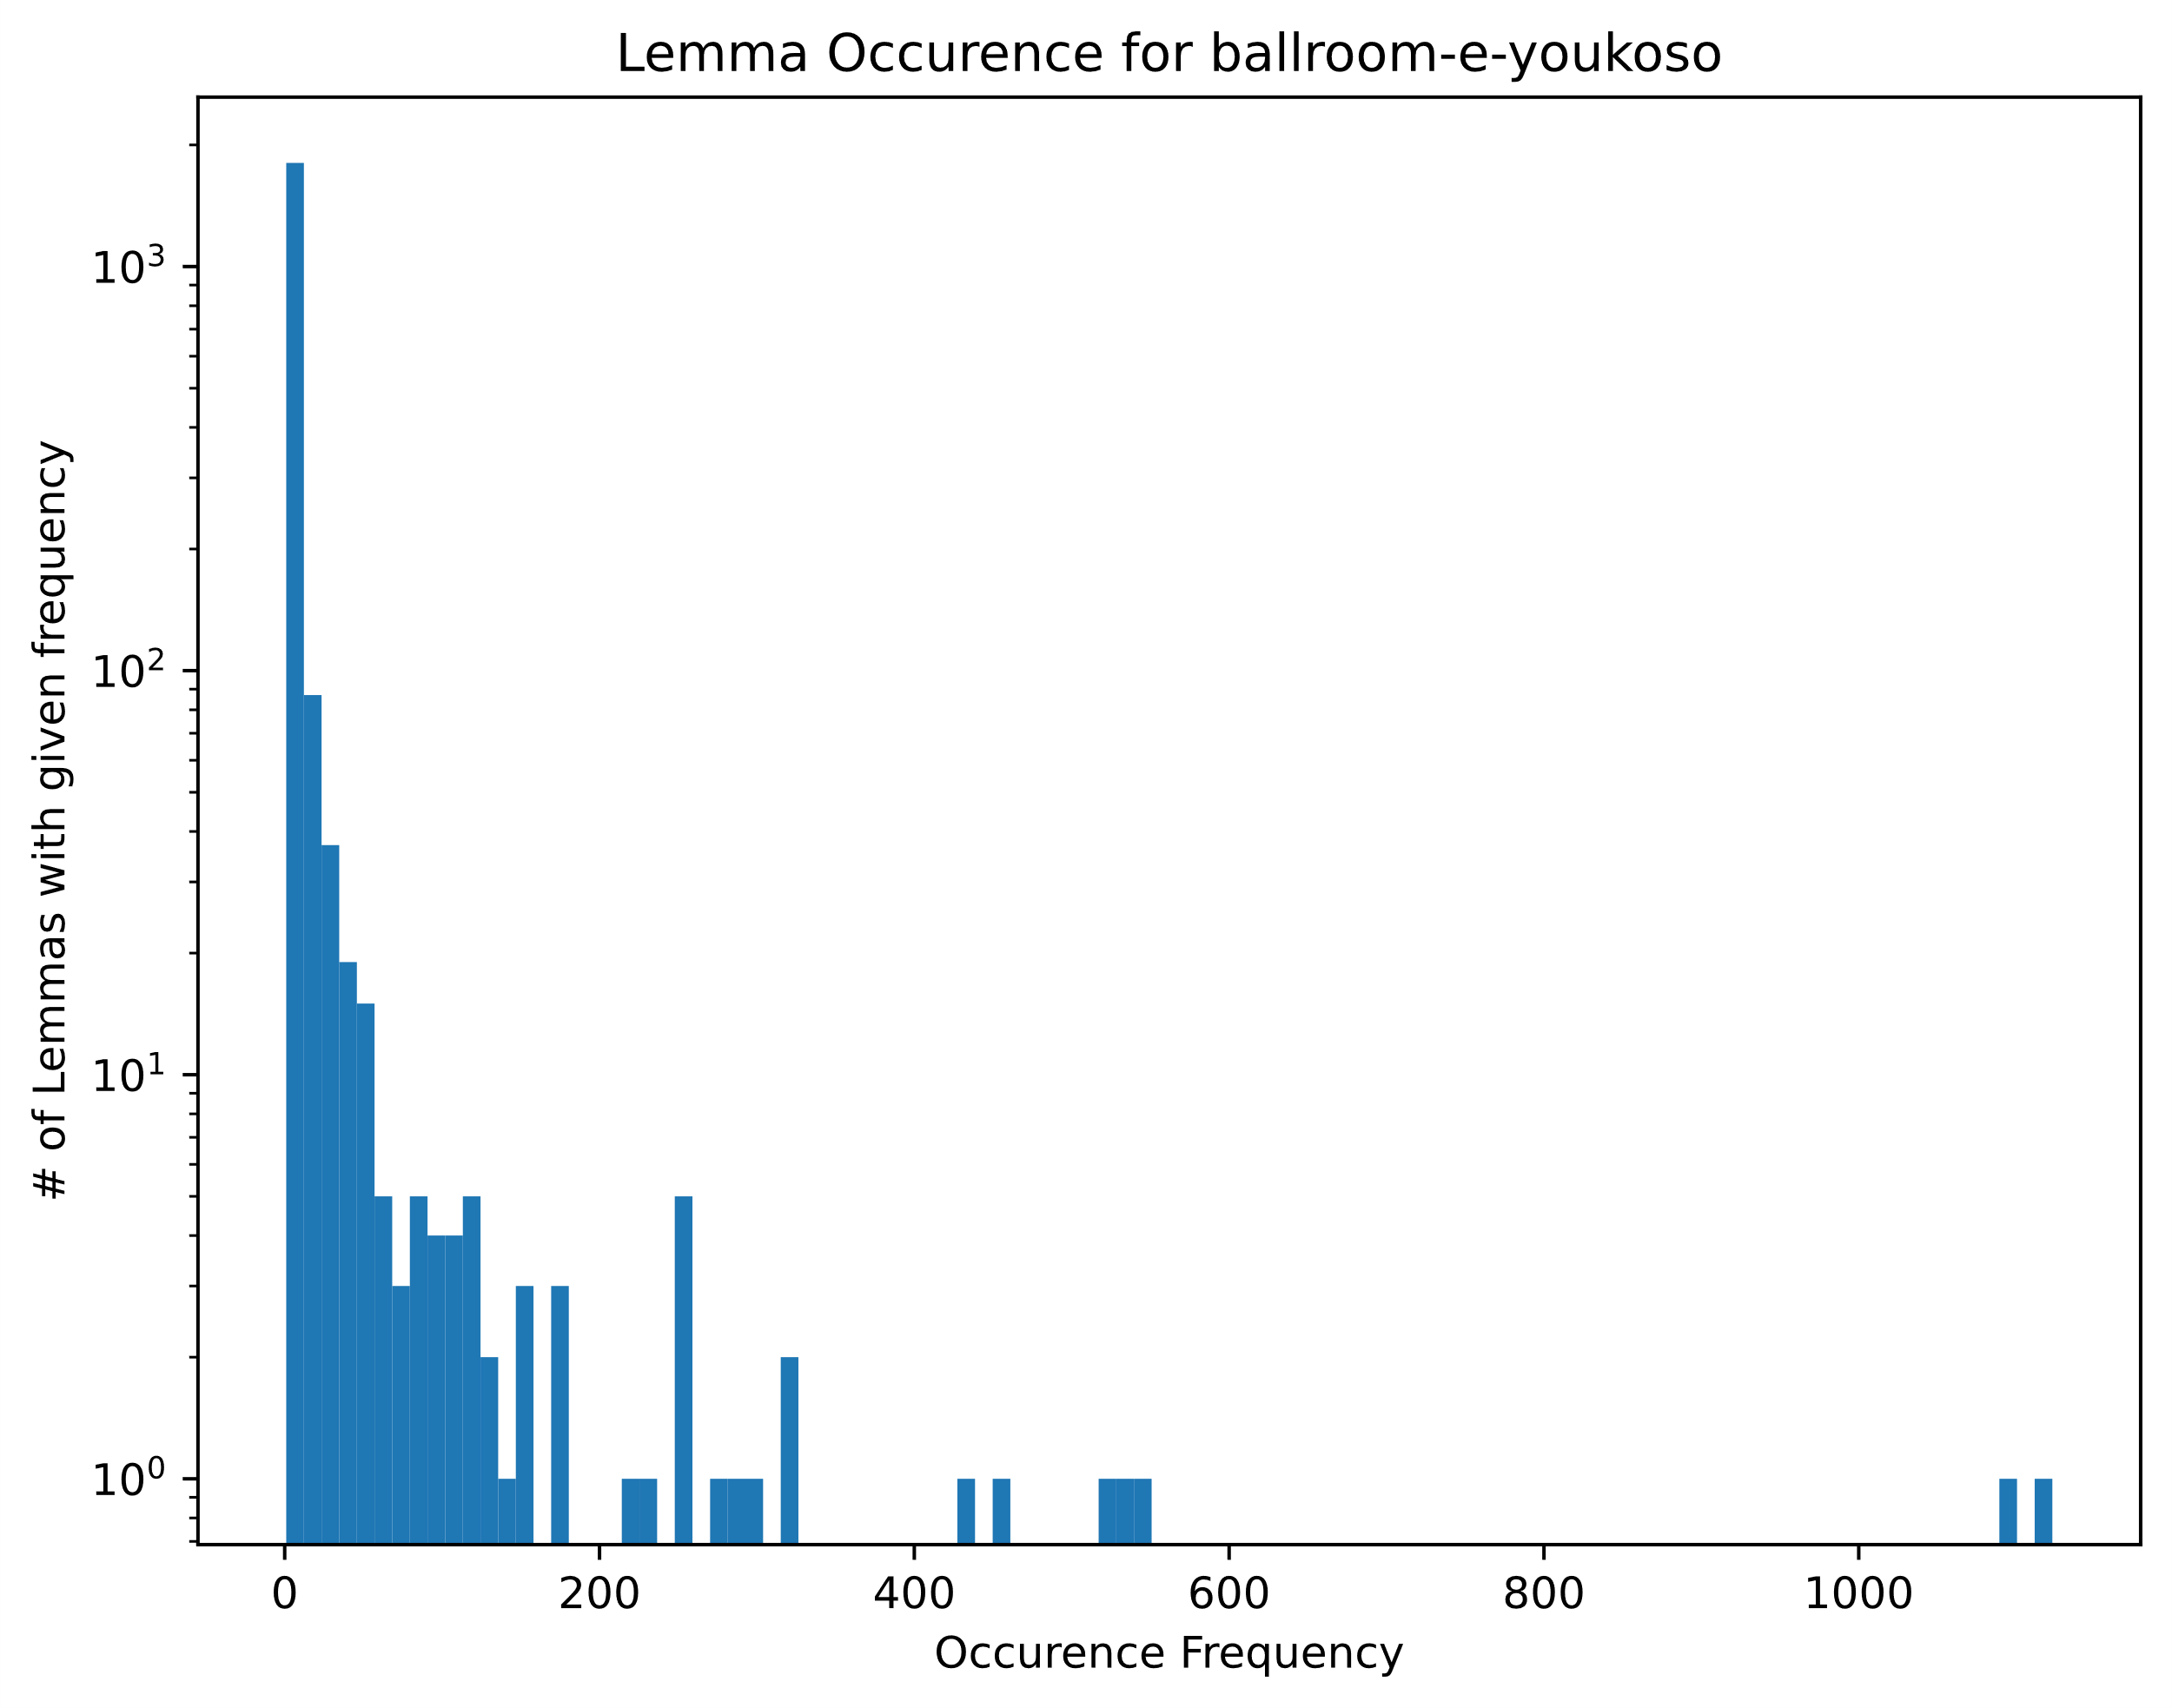 Lemma Occurence for ballroom-e-youkoso
# of Lemmas with given frequency
10³
10²
10¹
10⁰
0 200 400 600 800 1000
Occurence Frequency